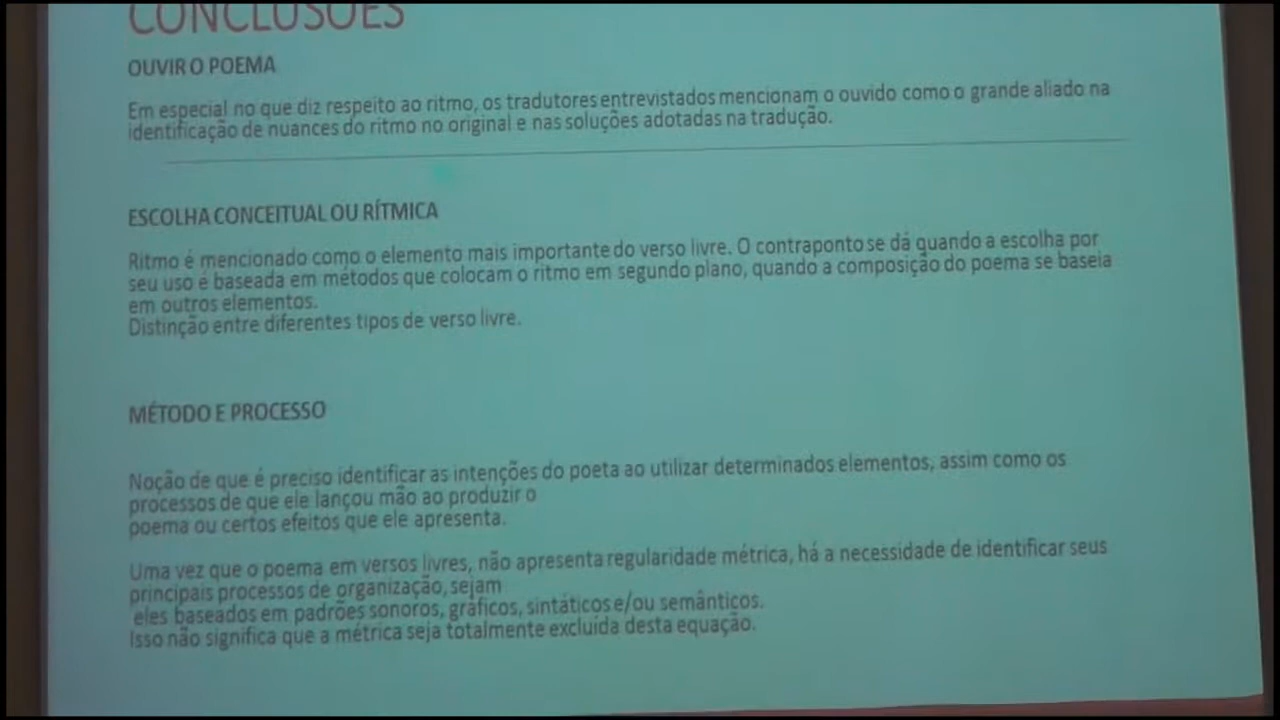 CONCLUSÕES
OUVIR O POEMA
Em especial no que diz respeito ao ritmo, os tradutores entrevistados mencionam o ouvido como o grande aliado na
identificação de nuances do ritmo no original e nas soluções adotadas na tradução.
ESCOLHA CONCEITUAL OU RÍTMICA
Ritmo é mencionado como o elemento mais importante do verso livre. O contraponto se dá quando a escolha por
seu uso é baseada em métodos que colocam o ritmo em segundo plano, quando a composição do poema se baseia
em outros elementos.
Distinção entre diferentes tipos de verso livre.
MÉTODO E PROCESSO
Noção de que é preciso identificar as intenções do poeta ao utilizar determinados elementos, assim como os
processos de que ele lançou mão ao produzir o
poema ou certos efeitos que ele apresenta.
Uma vez que o poema em versos livres, não apresenta regularidade métrica, há a necessidade de identificar seus
principais processos de organização, sejam
eles baseados em padrões sonoros, gráficos, sintáticos e/ou semânticos.
Isso não significa que a métrica seja totalmente excluída desta equação.